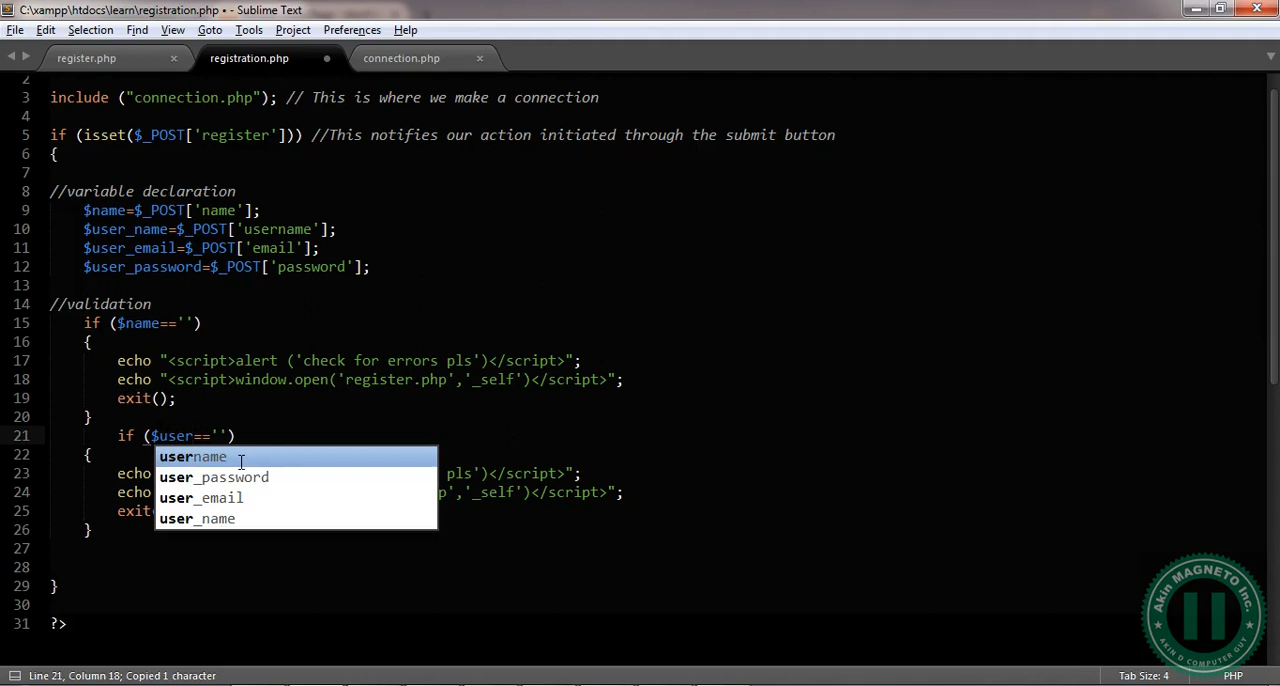 C:\xampp\htdocs\learn\registration.php • - Sublime Text
File Edit Selection Find View Goto Tools Project Preferences Help
register.php × registration.php connection.php ×
2
3 include ("connection.php"); // This is where we make a connection
4
5 if (isset($_POST['register'])) //This notifies our action initiated through the submit button
6 {
7
8 //variable declaration
9 $name=$_POST['name'];
10 $user_name=$_POST['username'];
11 $user_email=$_POST['email'];
12 $user_password=$_POST['password'];
13
14 //validation
15 if ($name=='')
16 {
17 echo "<script>alert ('check for errors pls')</script>";
18 echo "<script>window.open('register.php','_self')</script>";
19 exit();
20 }
21 if ($user=='')
22 {
username
23 echo pls')</script>";
user_password
24 echo p','_self')</script>";
user_email
25 exit
user_name
26 }
27
28
29 }
30
31 ?>
Akin MAGNETO Inc.
AKIN D COMPUTER GUY
Line 21, Column 18; Copied 1 character Tab Size: 4 PHP